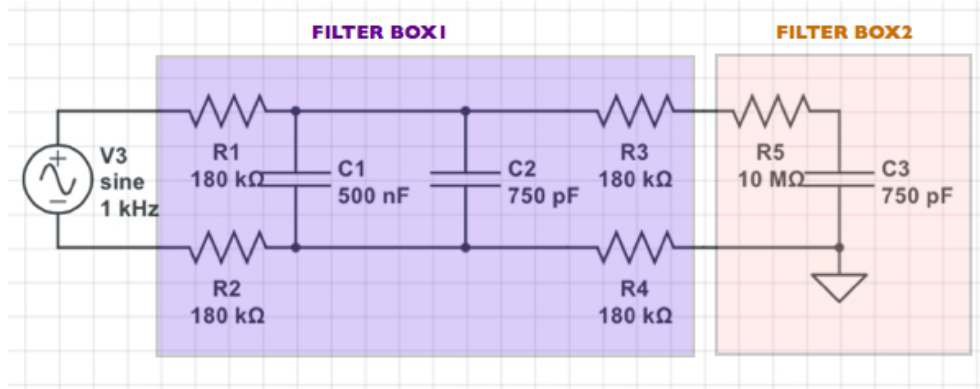 FILTER BOX1
FILTER BOX2
V3
sine
1 kHz
R1
180 kΩ
C1
500 nF
C2
750 pF
R3
180 kΩ
R5
10 MΩ
C3
750 pF
R2
180 kΩ
R4
180 kΩ